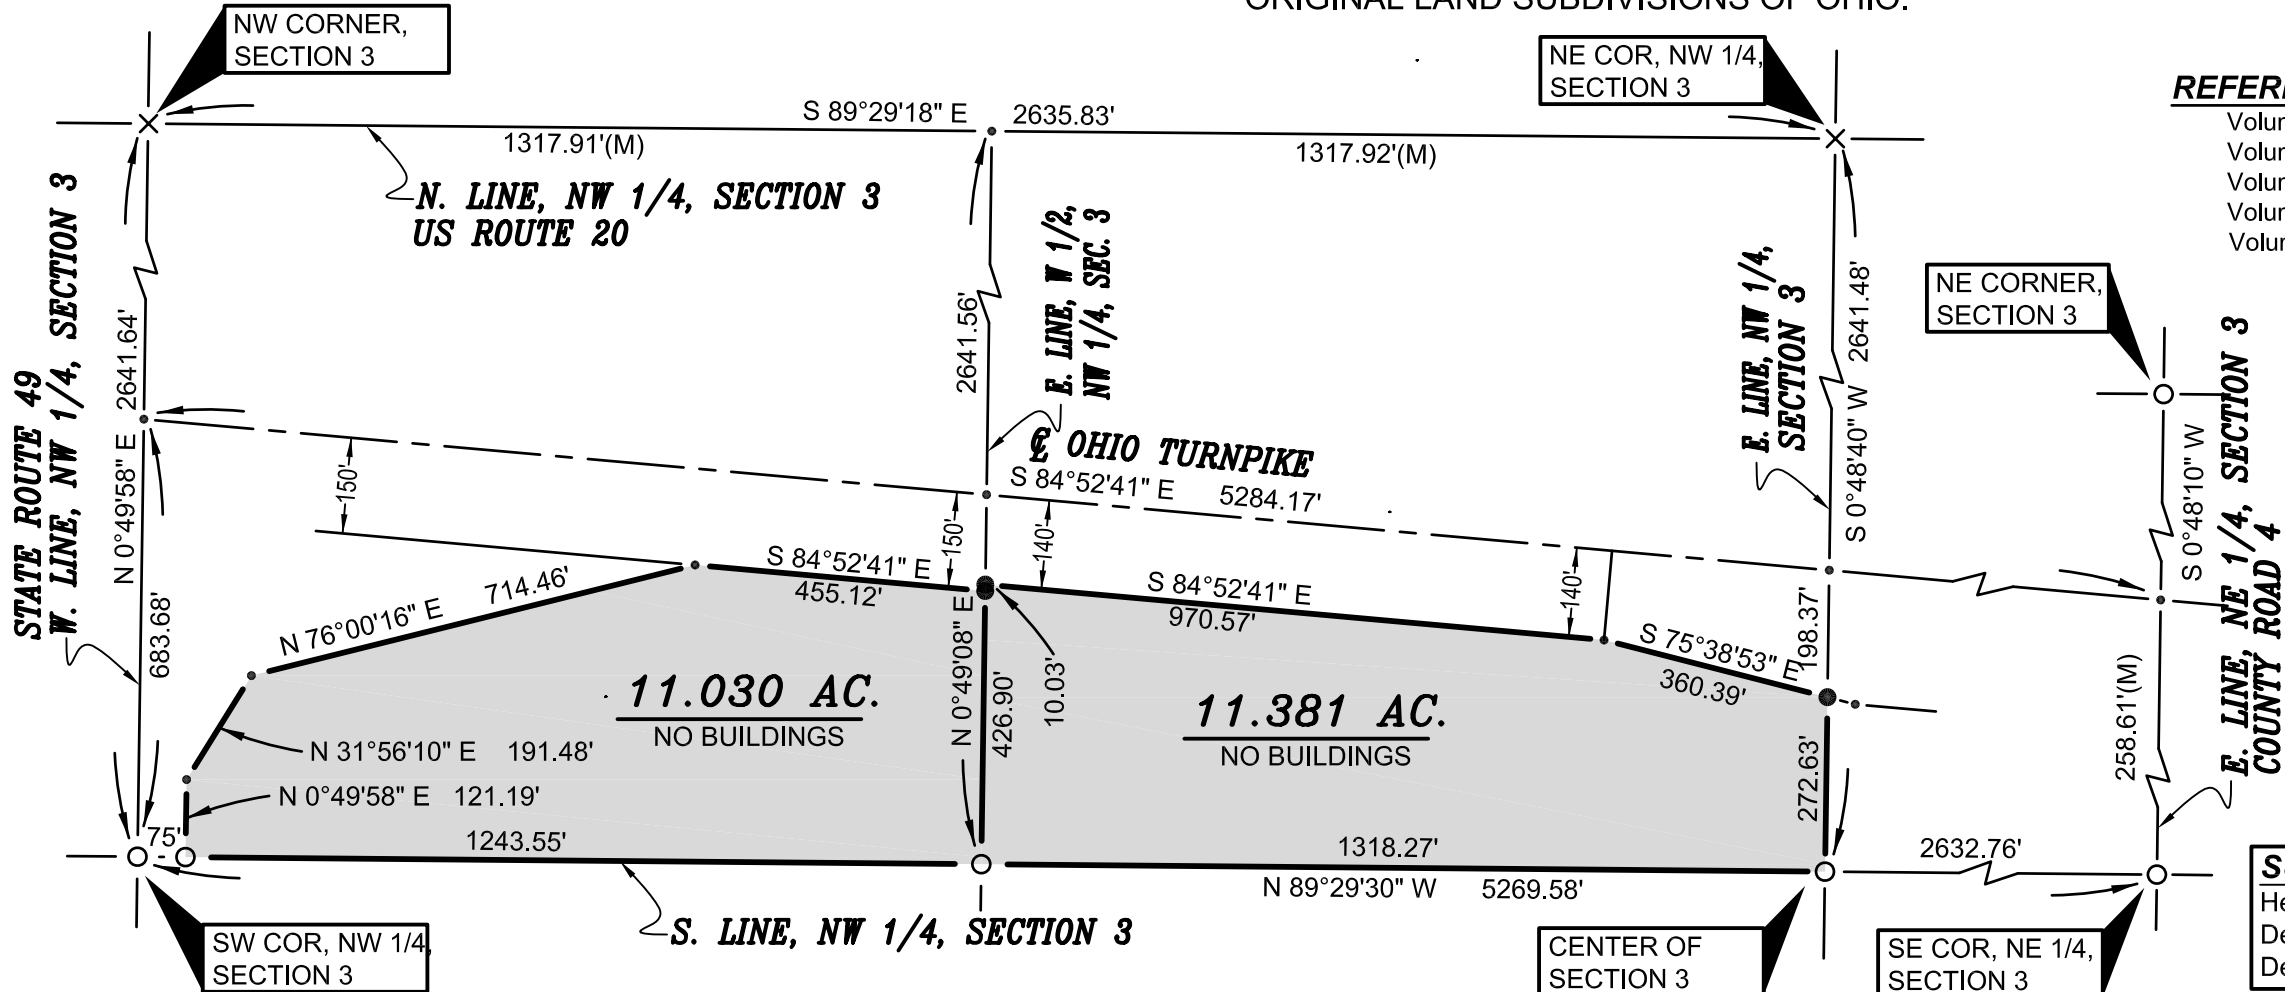 ORIGINAL LAND SUBDIVISIONS OF OHIO.
NW CORNER,
SECTION 3
NE COR, NW 1/4,
SECTION 3
S 89°29'18" E 2635.83'
1317.91'(M)
1317.92'(M)
N. LINE, NW 1/4, SECTION 3
US ROUTE 20
STATE ROUTE 49
W. LINE, NW 1/4, SECTION 3
N 0°49'58" E 2641.64'
683.68'
2641.56'
E. LINE, W 1/2,
NW 1/4, SEC. 3
E. LINE, NW 1/4,
SECTION 3
S 0°48'40" W 2641.48'
NE CORNER,
SECTION 3
E. LINE, NE 1/4, SECTION 3
COUNTY ROAD 4
S 0°48'10" W
258.61'(M)
℄ OHIO TURNPIKE
S 84°52'41" E 5284.17'
150'
150'
140'
140'
N 76°00'16" E 714.46'
S 84°52'41" E
455.12'
S 84°52'41" E
970.57'
S 75°38'53" E
360.39'
198.37'
N 0°49'08" E
426.90'
10.03'
11.030 AC.
NO BUILDINGS
11.381 AC.
NO BUILDINGS
N 31°56'10" E 191.48'
N 0°49'58" E 121.19'
272.63'
75'
1243.55'
1318.27'
2632.76'
N 89°29'30" W 5269.58'
S. LINE, NW 1/4, SECTION 3
SW COR, NW 1/4,
SECTION 3
CENTER OF
SECTION 3
SE COR, NE 1/4,
SECTION 3